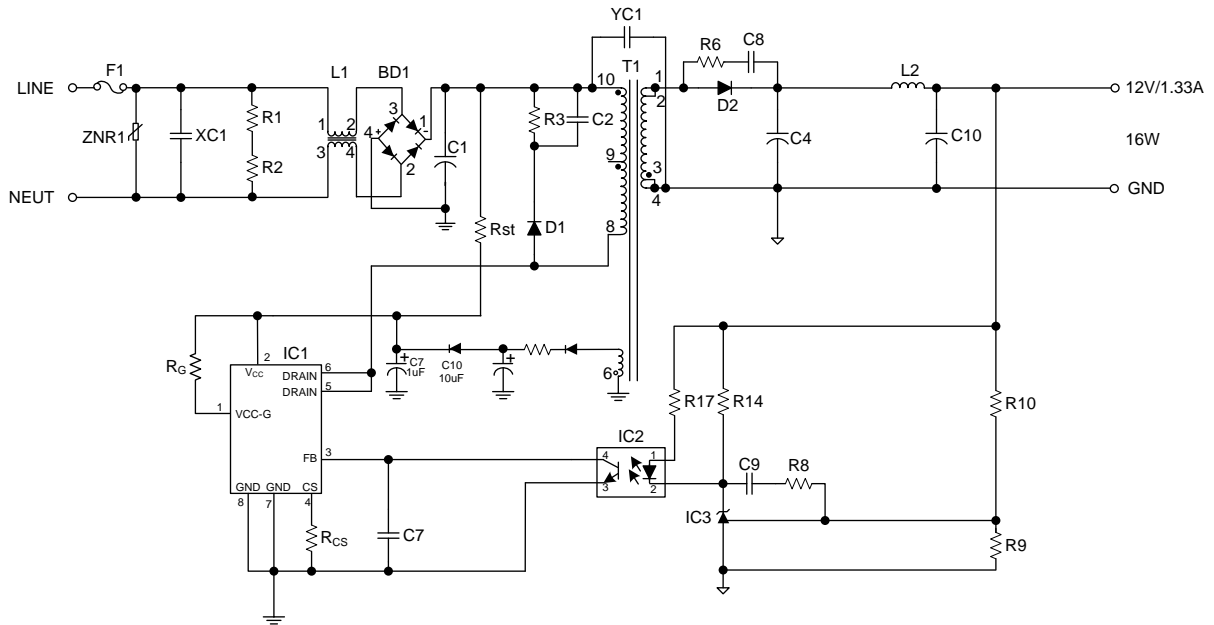 YC1
F1
LINE
L1
BD1
T1
R6
C8
L2
12V/1.33A
10
1
2
D2
3
1
2
4
+
1
-
2
3
4
ZNR1
XC1
R1
R2
C1
R3
C2
9
C4
C10
16W
3
4
NEUT
GND
Rst
D1
8
RG
IC1
2
VCC
DRAIN
6
DRAIN
5
1
VCC-G
+
C7
1uF
C10
10uF
+
6
R17
R14
R10
FB
3
IC2
4
1
3
2
C9
R8
GND
GND
CS
8
7
4
RCS
C7
IC3
R9